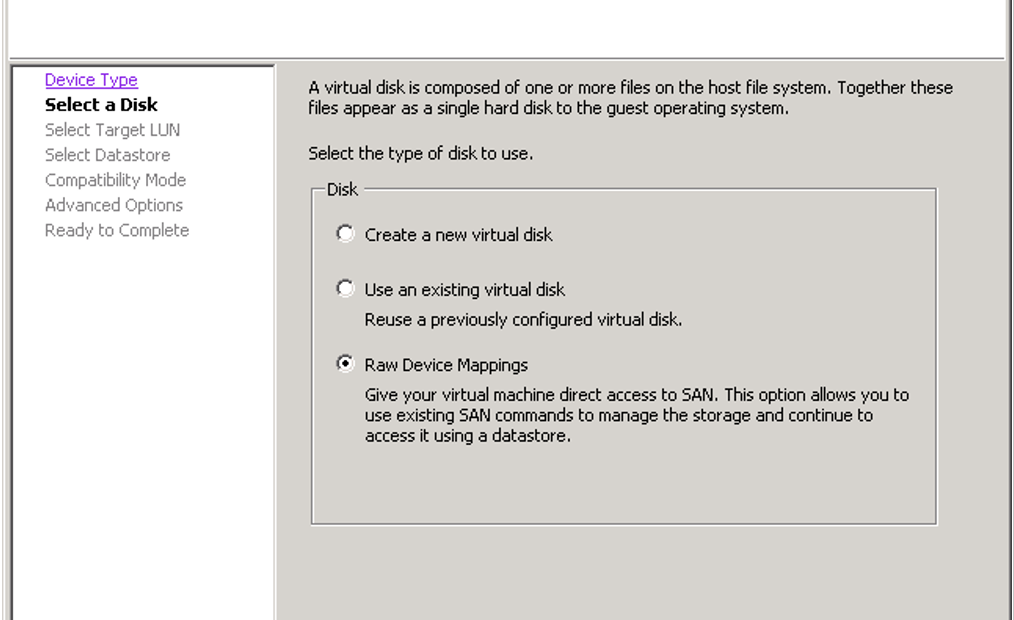 Device Type
Select a Disk
Select Target LUN
Select Datastore
Compatibility Mode
Advanced Options
Ready to Complete
A virtual disk is composed of one or more files on the host file system. Together these
files appear as a single hard disk to the guest operating system.
Select the type of disk to use.
Disk
Create a new virtual disk
Use an existing virtual disk
Reuse a previously configured virtual disk.
Raw Device Mappings
Give your virtual machine direct access to SAN. This option allows you to
use existing SAN commands to manage the storage and continue to
access it using a datastore.